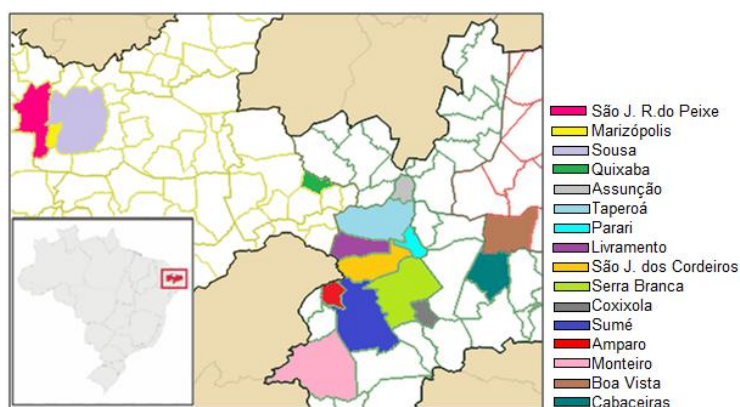 São J. R.do Peixe
Marizópolis
Sousa
Quixaba
Assunção
Taperoá
Parari
Livramento
São J. dos Cordeiros
Serra Branca
Coxixola
Sumé
Amparo
Monteiro
Boa Vista
Cabaceiras